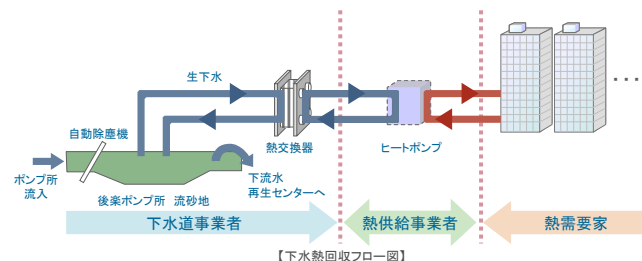 生下水
自動除塵機
熱交換器
ヒートポンプ
ポンプ所
流入
下流水
再生センターへ
後楽ポンプ所 流砂地
下水道事業者
熱供給事業者
熱需要家
【下水熱回収フロー図】